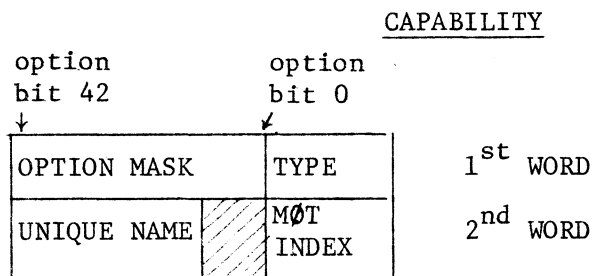 CAPABILITY
option option
bit 42 bit 0
OPTION MASK TYPE 1st WORD
UNIQUE NAME MØT INDEX 2nd WORD